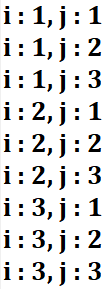 i : 1, j : 1
i : 1, j : 2
i : 1, j : 3
i : 2, j : 1
i : 2, j : 2
i : 2, j : 3
i : 3, j : 1
i : 3, j : 2
i : 3, j : 3